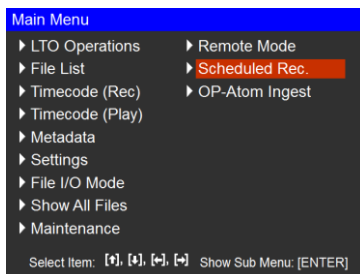 Main Menu
LTO Operations
File List
Timecode (Rec)
Timecode (Play)
Metadata
Settings
File I/O Mode
Show All Files
Maintenance
Remote Mode
Scheduled Rec.
OP-Atom Ingest
Select Item: [↑], [↓], [←], [→] Show Sub Menu: [ENTER]